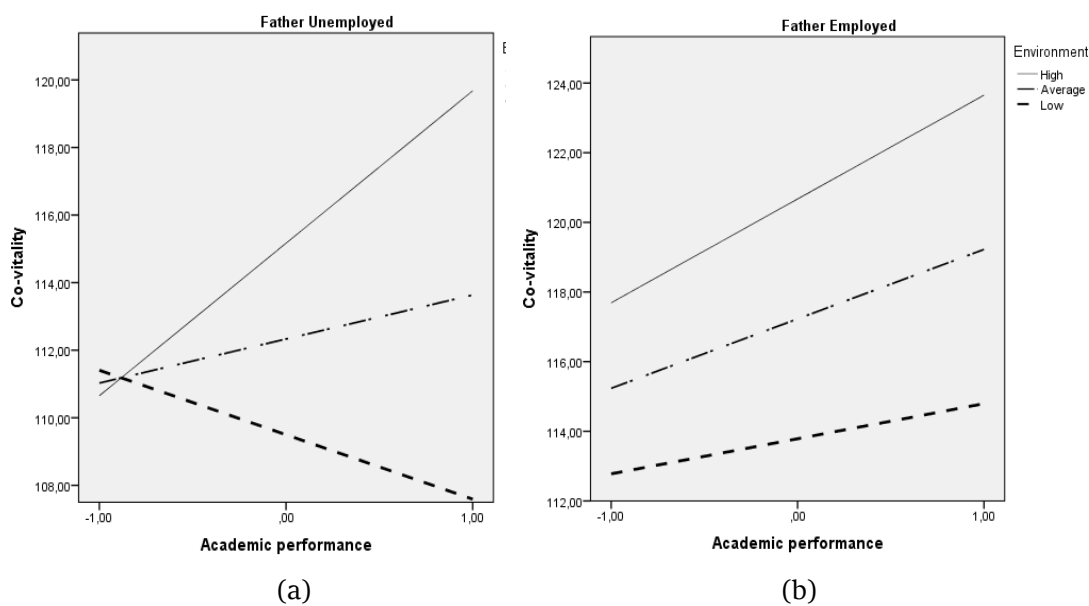 Father Unemployed
120,00
118,00
116,00
114,00
112,00
110,00
108,00
Co-vitality
-1,00
,00
1,00
Academic performance
(a)
Father Employed
124,00
122,00
120,00
118,00
116,00
114,00
112,00
Co-vitality
-1,00
,00
1,00
Academic performance
Environment
High
Average
Low
(b)